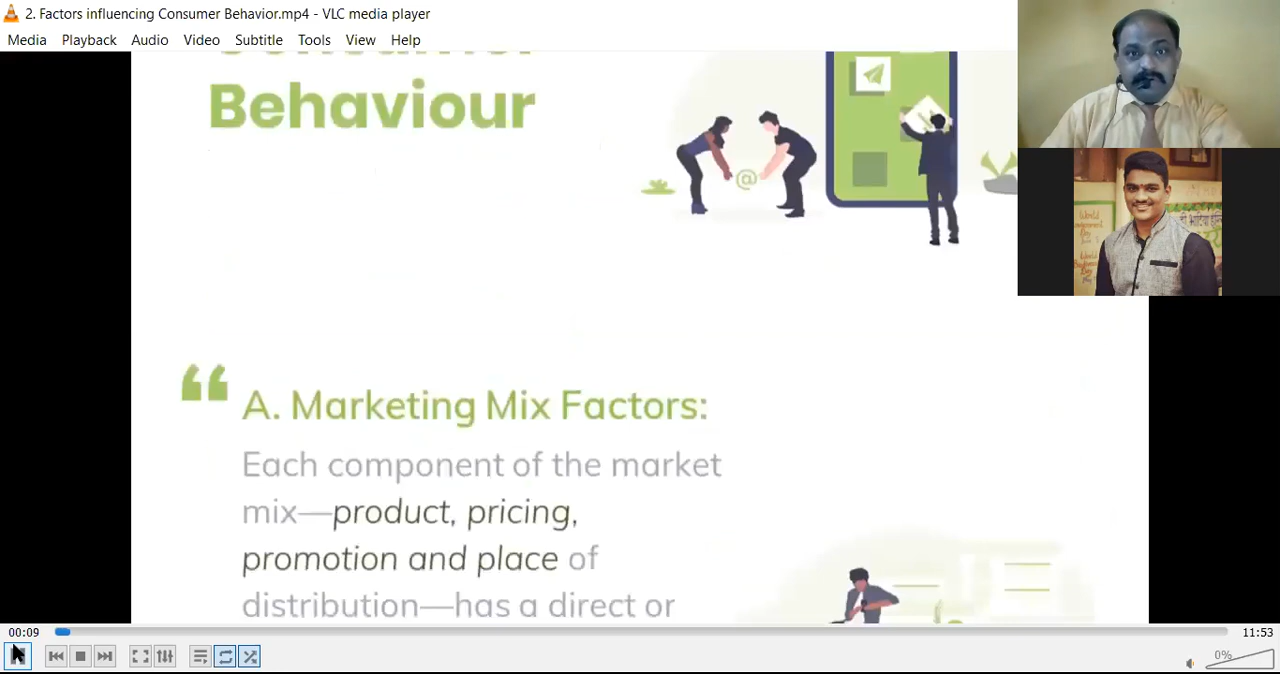 2. Factors influencing Consumer Behavior.mp4 - VLC media player
Media Playback Audio Video Subtitle Tools View Help
Behaviour
@
A. Marketing Mix Factors:
Each component of the market
mix—product, pricing,
promotion and place of
distribution—has a direct or
00:09
11:53
0%